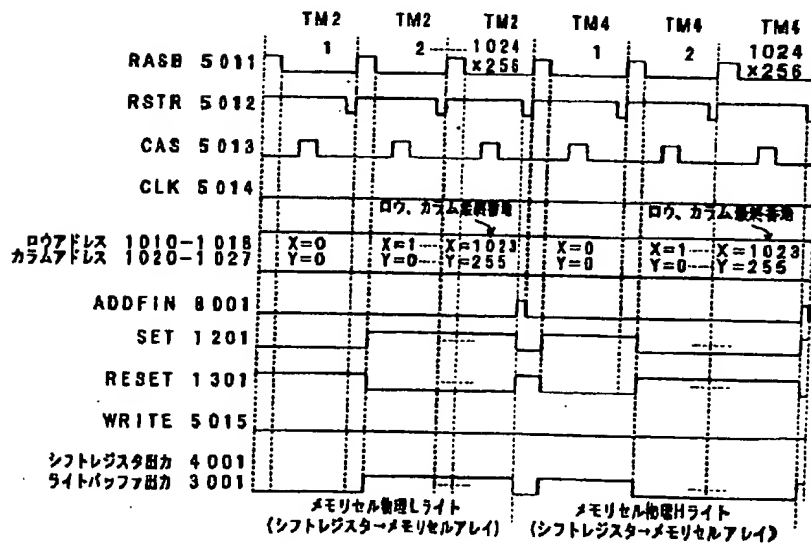 TM2 TM2 TM2 TM4 TM4 TM4
1 2 ----- 1024 1 2 1024
×256 ×256
RASB 5011
RSTR 5012
CAS 5013
CLK 5014
ロウ、カラム最終番地 ロウ、カラム最終番地
ロウアドレス 1010-1018 X=0 X=1---- X=1023 X=0 X=1---- X=1023
カラムアドレス 1020-1027 Y=0 Y=0---- Y=255 Y=0 Y=0---- Y=255
ADDFIN 8001
SET 1201
RESET 1301
WRITE 5015
シフトレジスタ出力 4001
ライトバッファ出力 3001
メモリセル物理Lライト メモリセル物理Hライト
(シフトレジスタ→メモリセルアレイ) (シフトレジスタ→メモリセルアレイ)